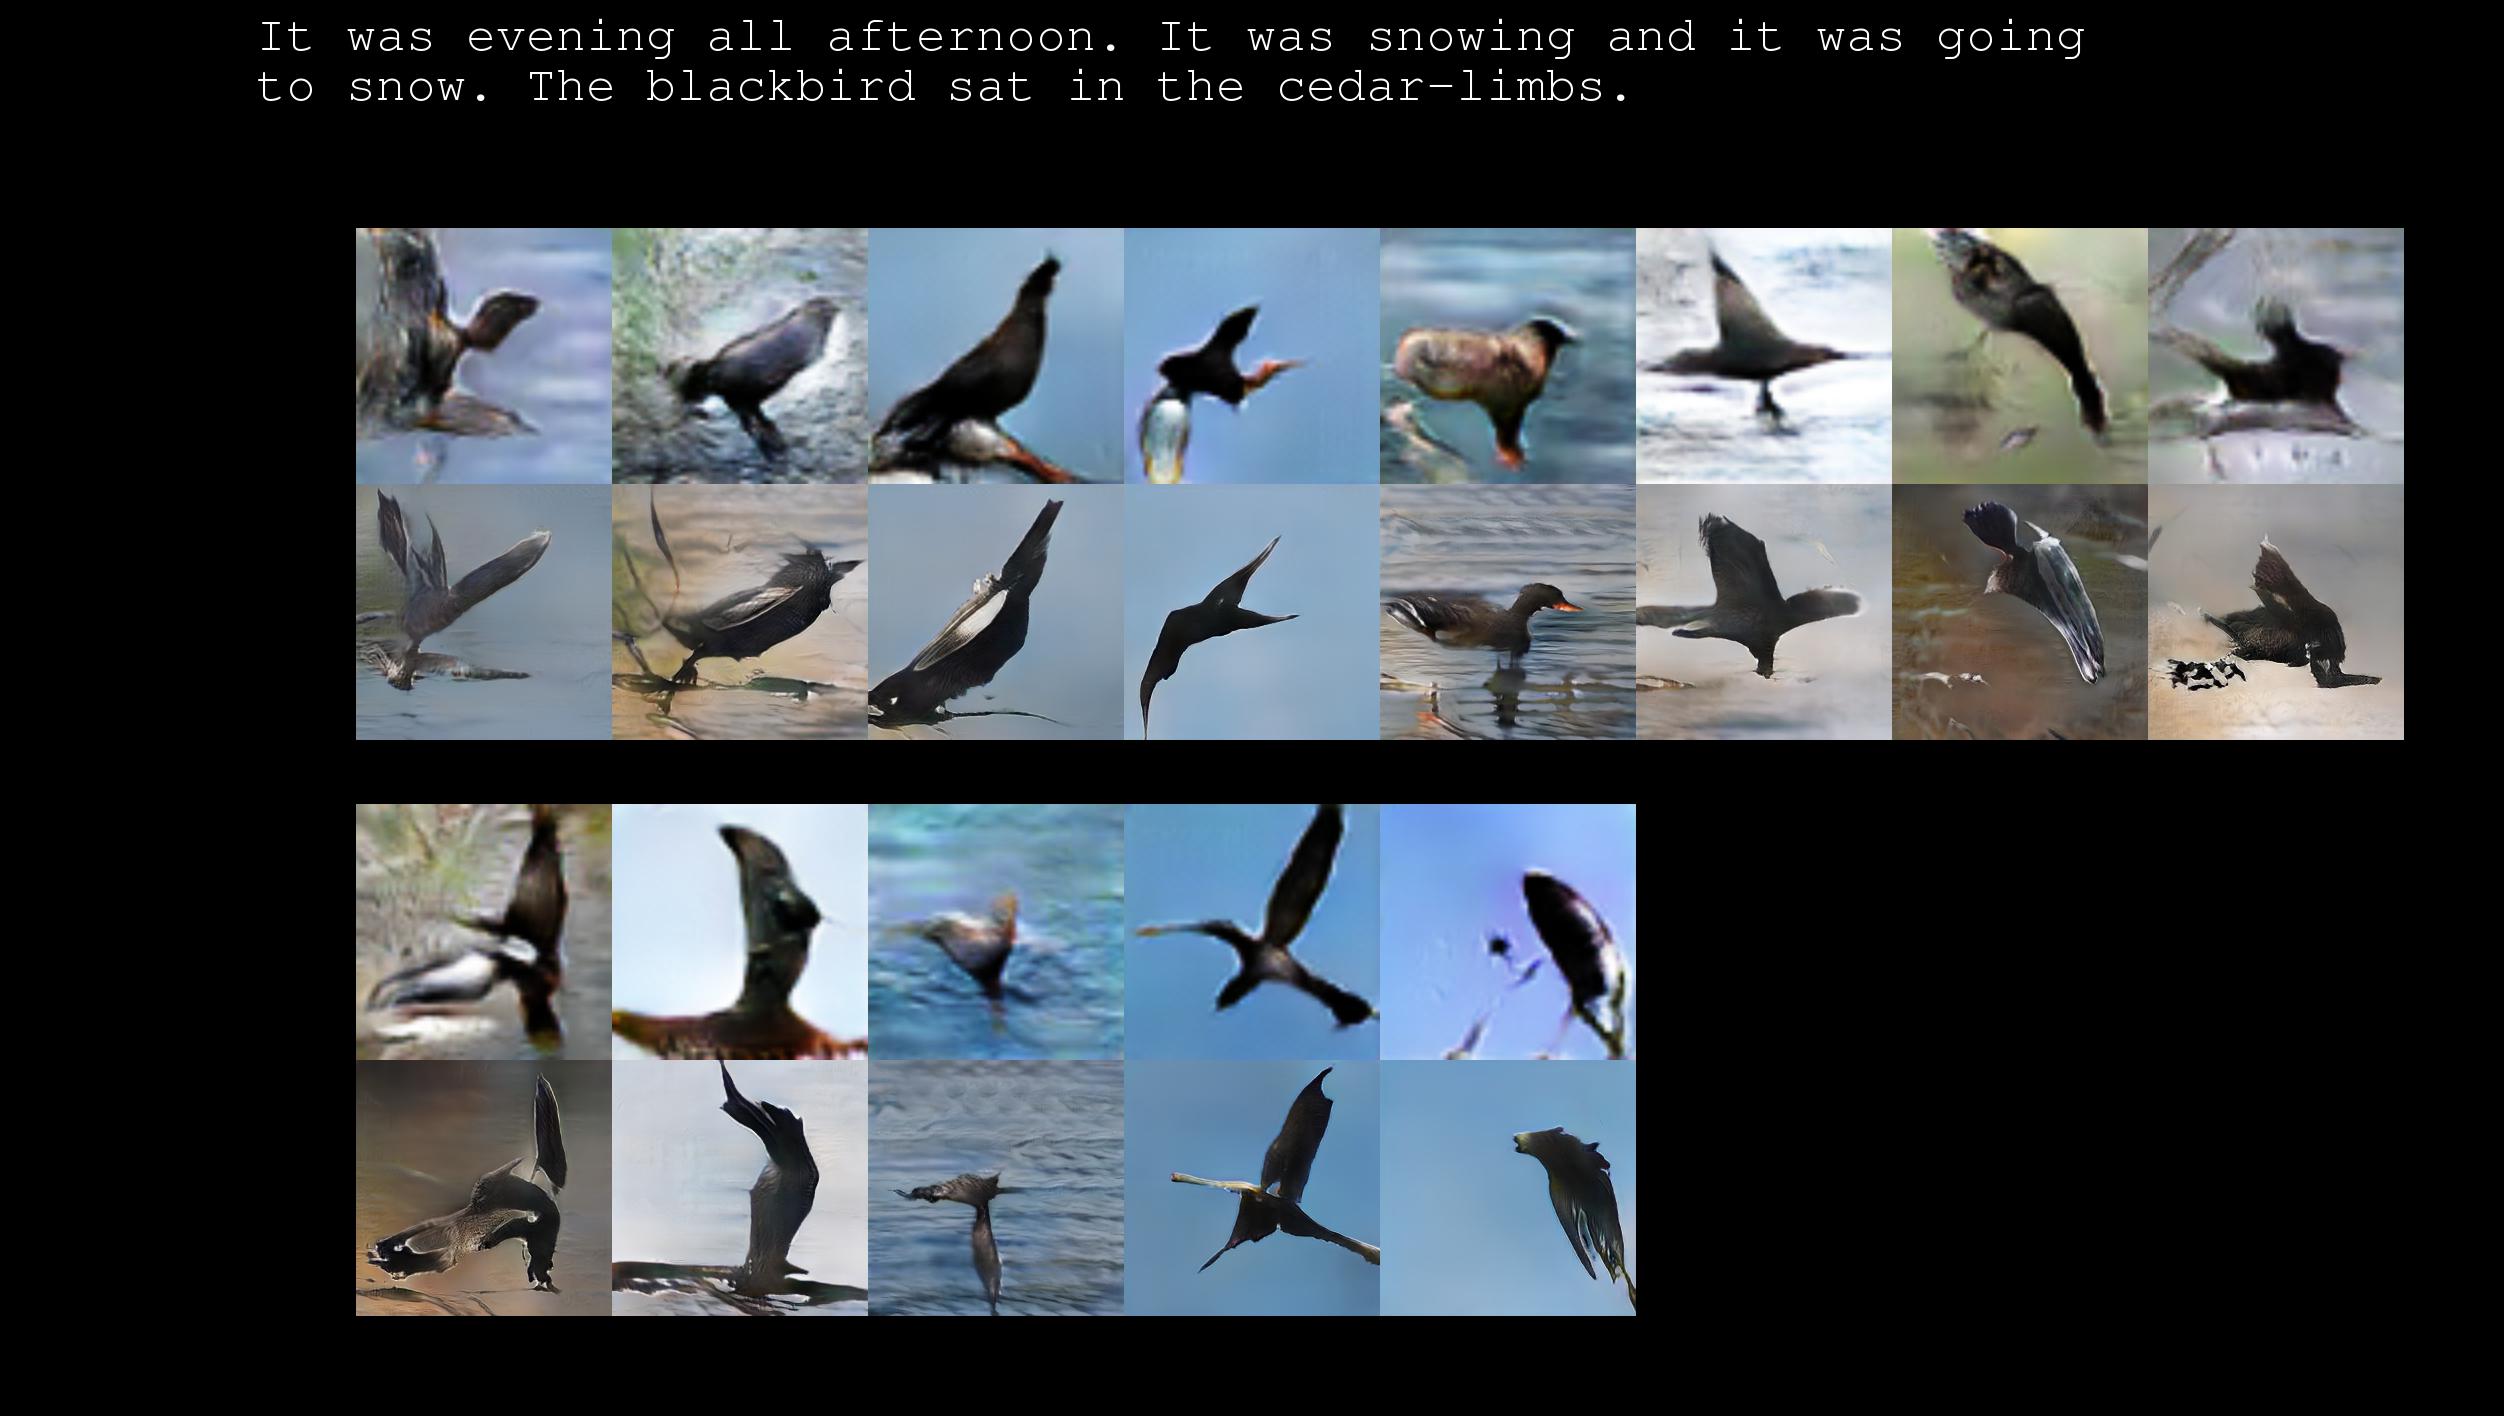 It was evening all afternoon. It was snowing and it was going
to snow. The blackbird sat in the cedar-limbs.